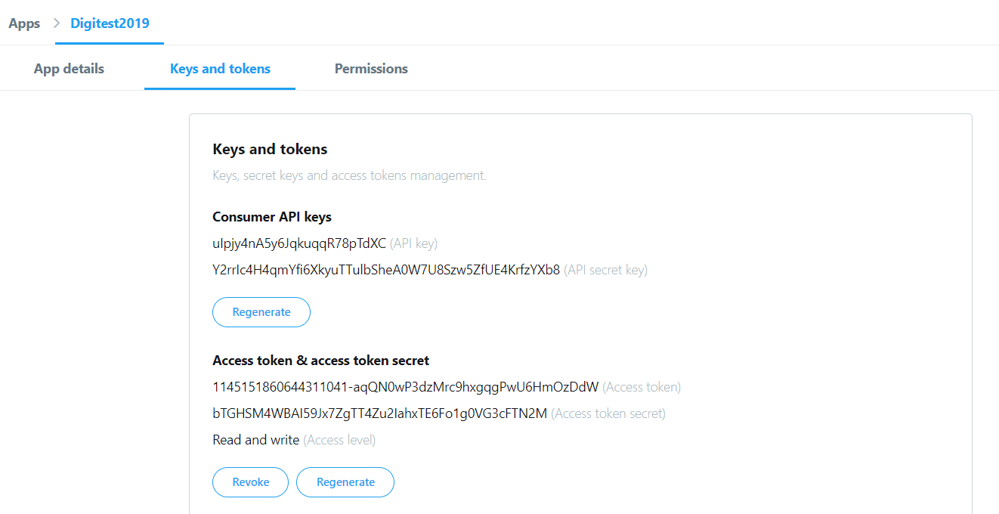 Apps > Digitest2019
App details Keys and tokens Permissions
Keys and tokens
Keys, secret keys and access tokens management.
Consumer API keys
uIpjy4nA5y6JqkuqqR78pTdXC (API key)
Y2rrIc4H4qmYfi6XkyuTTulbSheA0W7U8Szw5ZfUE4KrfzYXb8 (API secret key)
Regenerate
Access token & access token secret
1145151860644311041-aqQN0wP3dzMrc9hxgqgPwU6HmOzDdW (Access token)
bTGHSM4WBAI59Jx7ZgTT4Zu2IahxTE6Fo1g0VG3cFTN2M (Access token secret)
Read and write (Access level)
Revoke Regenerate